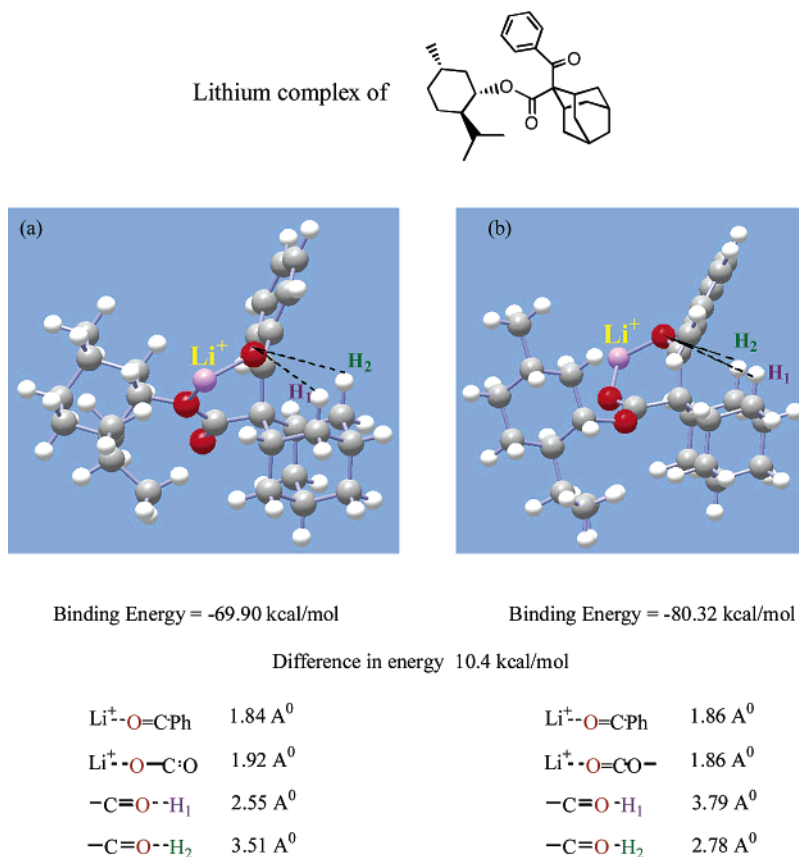 Lithium complex of
O
O
O
(a)
Li+
H2
H1
(b)
Li+
H2
H1
Binding Energy = -69.90 kcal/mol
Binding Energy = -80.32 kcal/mol
Difference in energy 10.4 kcal/mol
Li+--O=CPh 1.84 A0
Li+--O=CPh 1.86 A0
Li+--O—C:O 1.92 A0
Li+--O=CO— 1.86 A0
—C=O--H1 2.55 A0
—C=O--H1 3.79 A0
—C=O--H2 3.51 A0
—C=O--H2 2.78 A0